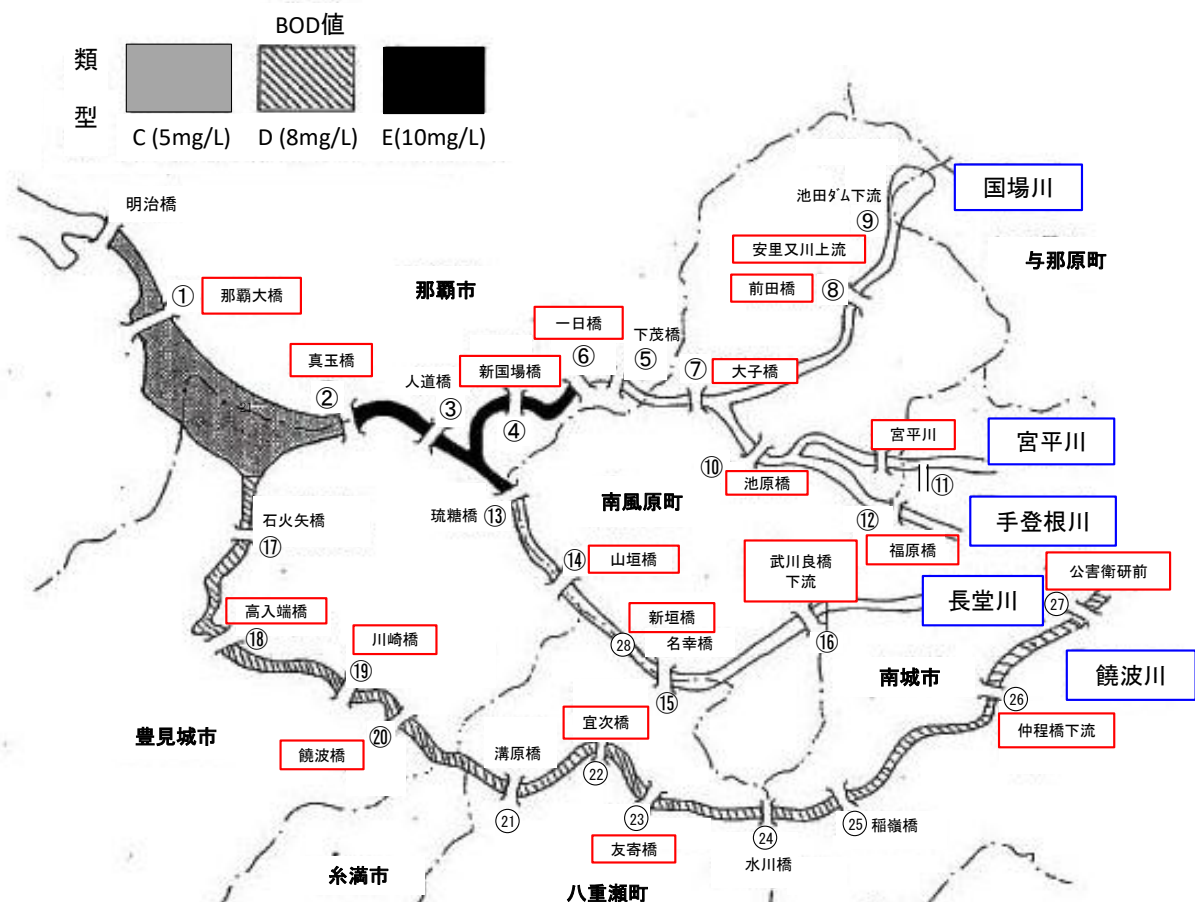 BOD値
類
型
C (5mg/L)
D (8mg/L)
E(10mg/L)
明治橋
①
那覇大橋
那覇市
真玉橋
②
人道橋
③
新国場橋
④
一日橋
⑥
下茂橋
⑤
⑦
大子橋
池田ダム下流
⑨
国場川
安里又川上流
前田橋
⑧
与那原町
宮平川
宮平川
⑩
池原橋
⑪
⑫
手登根川
福原橋
南風原町
琉糖橋
⑬
⑭
山垣橋
武川良橋
下流
長堂川
公害衛研前
㉗
新垣橋
㉘
名幸橋
⑮
⑯
南城市
饒波川
㉖
仲程橋下流
石火矢橋
⑰
高入端橋
⑱
川崎橋
⑲
豊見城市
⑳
饒波橋
溝原橋
㉑
宜次橋
㉒
㉓
友寄橋
㉔
水川橋
㉕
稲嶺橋
糸満市
八重瀬町